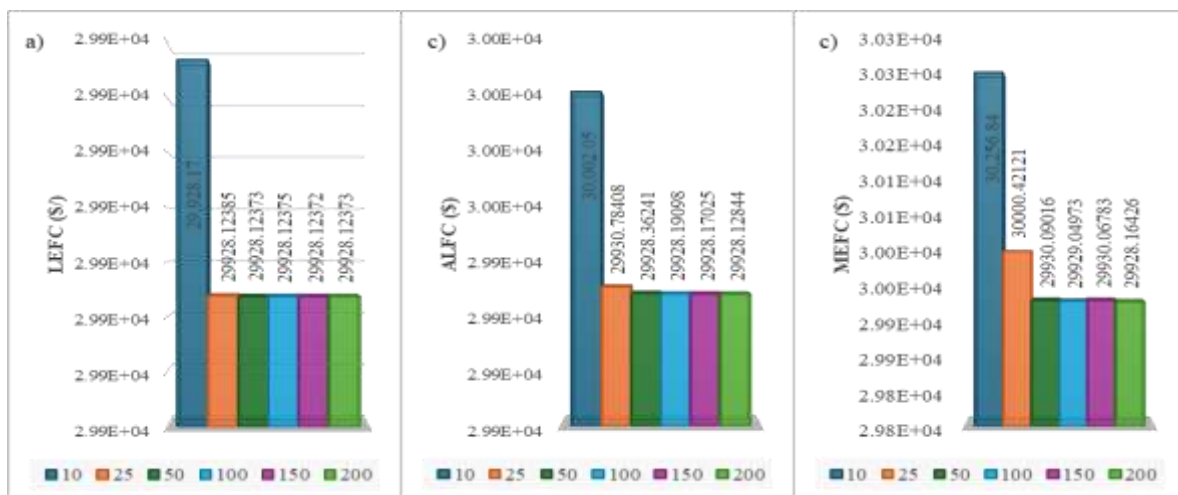 a)
2.99E+04
2.99E+04
2.99E+04
2.99E+04
2.99E+04
2.99E+04
2.99E+04
2.99E+04
LEFC ($/)
29,928.17
29928.12385
29928.12373
29928.12375
29928.12372
29928.12373
10 25 50 100 150 200
c)
3.00E+04
3.00E+04
3.00E+04
3.00E+04
2.99E+04
2.99E+04
2.99E+04
2.99E+04
ALFC ($)
30,002.05
29930.78408
29928.36241
29928.19098
29928.17025
29928.12844
10 25 50 100 150 200
c)
3.03E+04
3.03E+04
3.02E+04
3.02E+04
3.01E+04
3.01E+04
3.00E+04
3.00E+04
2.99E+04
2.99E+04
2.98E+04
2.98E+04
MEFC ($)
30,256.84
30000.42121
29930.09016
29929.04973
29930.06783
29928.16426
10 25 50 100 150 200